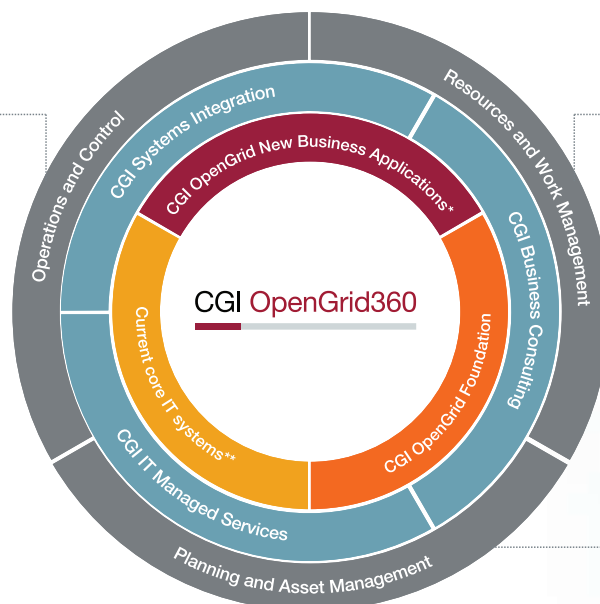 Operations and Control
Resources and Work Management
CGI Systems Integration
CGI Business Consulting
CGI OpenGrid New Business Applications*
CGI OpenGrid360
Current core IT systems**
CGI OpenGrid Foundation
CGI IT Managed Services
Planning and Asset Management